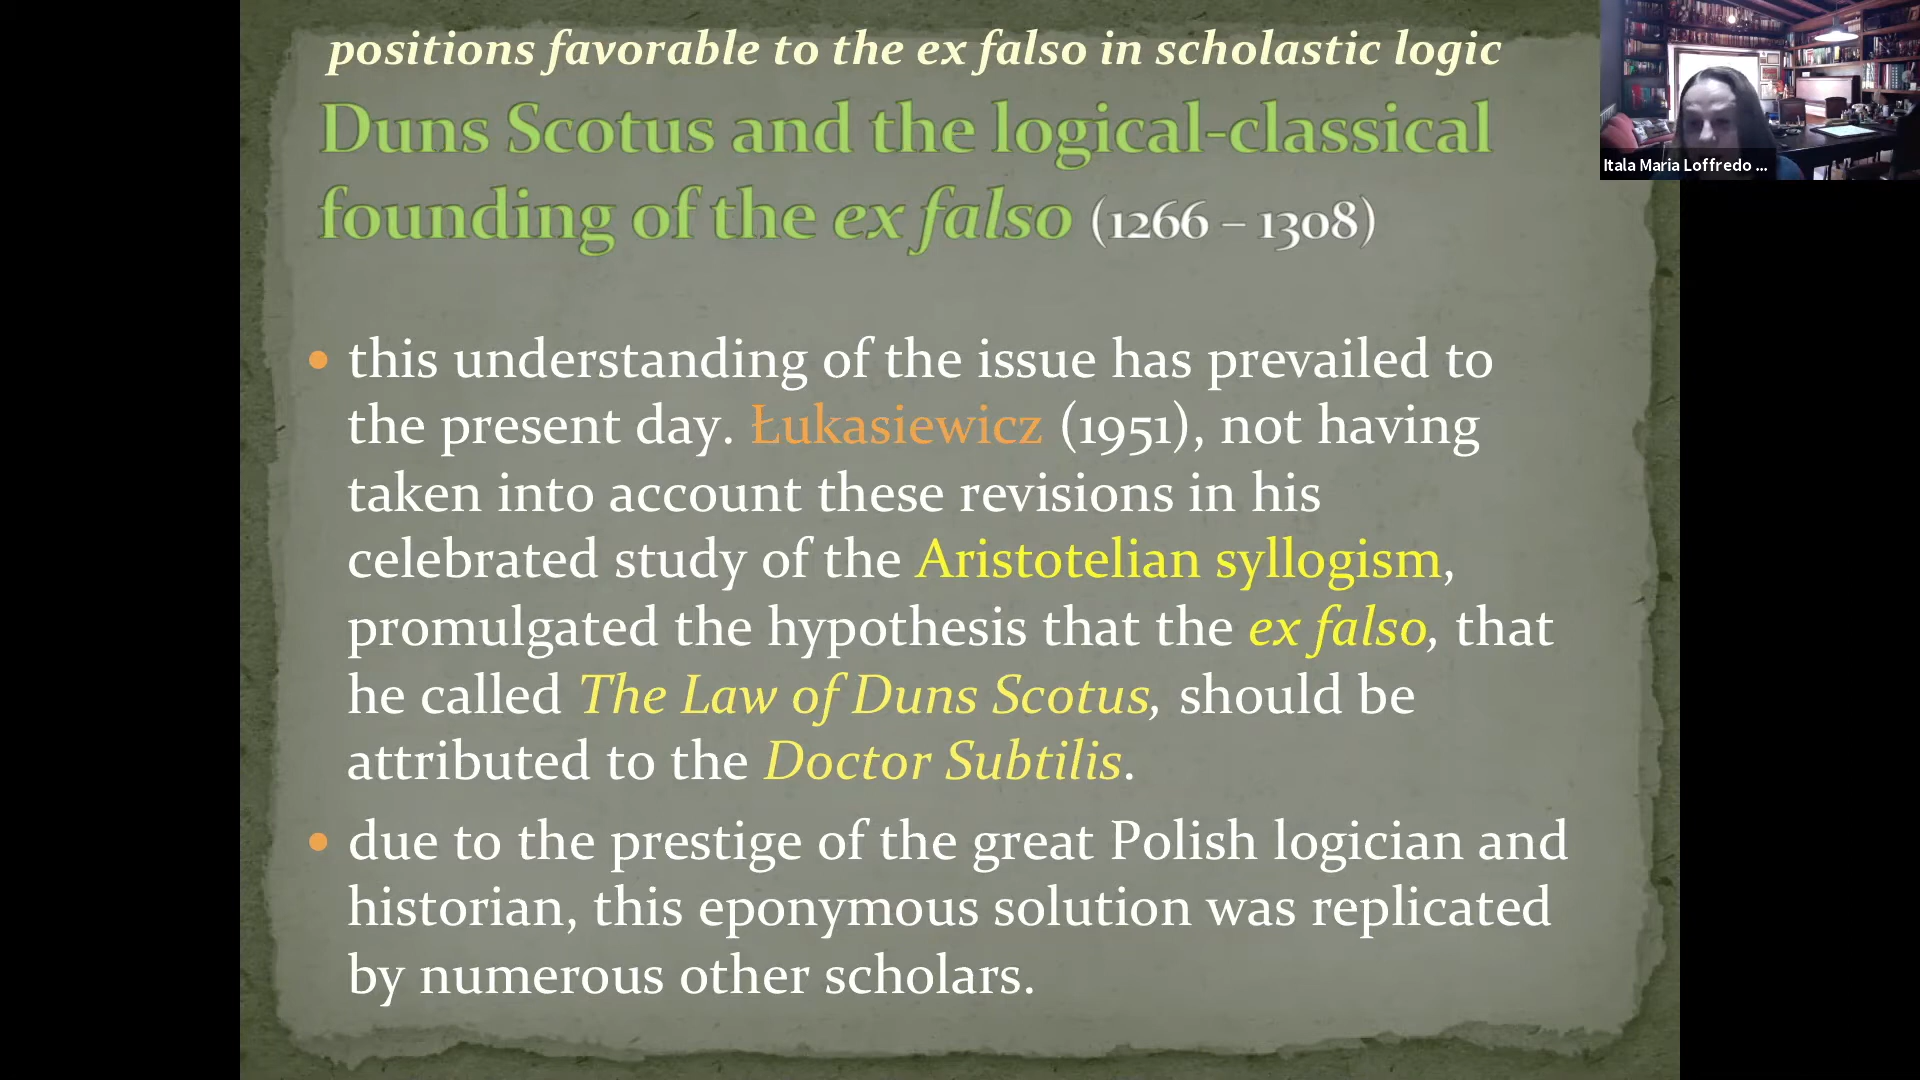 positions favorable to the ex falso in scholastic logic
Duns Scotus and the logical-classical
founding of the ex falso (1266 – 1308)
Itala Maria Loffredo ...
• this understanding of the issue has prevailed to
the present day. Łukasiewicz (1951), not having
taken into account these revisions in his
celebrated study of the Aristotelian syllogism,
promulgated the hypothesis that the ex falso, that
he called The Law of Duns Scotus, should be
attributed to the Doctor Subtilis.
• due to the prestige of the great Polish logician and
historian, this eponymous solution was replicated
by numerous other scholars.